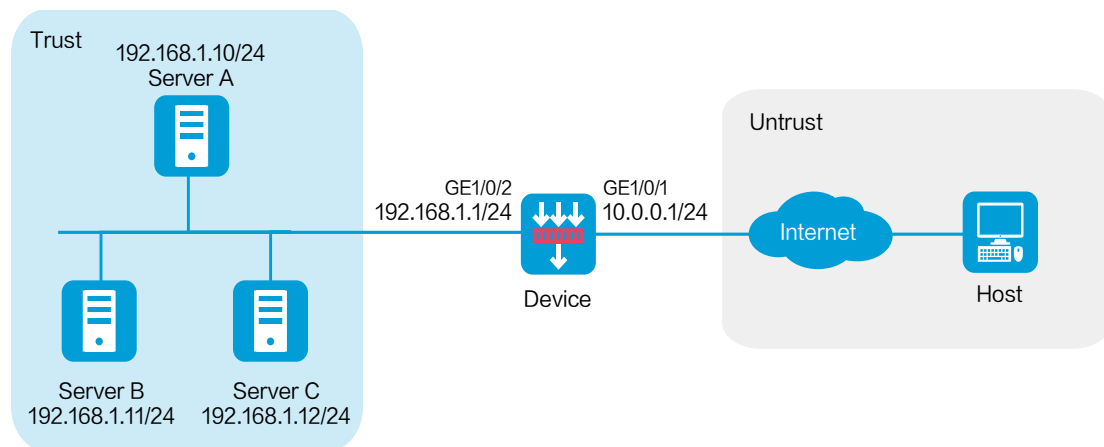 Trust
192.168.1.10/24
Server A
Server B
192.168.1.11/24
Server C
192.168.1.12/24
GE1/0/2
192.168.1.1/24
GE1/0/1
10.0.0.1/24
Device
Untrust
Internet
Host